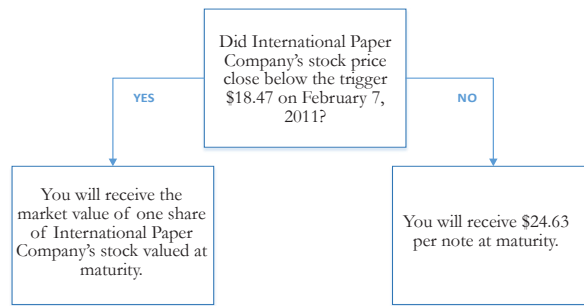 Did International Paper
Company's stock price
close below the trigger
$18.47 on February 7,
2011?
YES
NO
You will receive the
market value of one share
of International Paper
Company's stock valued at
maturity.
You will receive $24.63
per note at maturity.